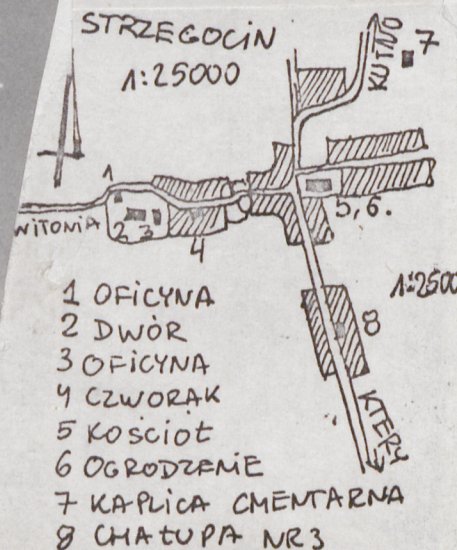 STRZEGOCIN
1:25000
KUTNO
7
1
WITONIA
2 3
4
5,6.
1:2500
8
KTERY
1 OFICYNA
2 DWÓR
3 OFICYNA
4 CZWORAK
5 KOŚCIOŁ
6 OGRODZENIE
7 KAPLICA CMENTARNA
8 CHAŁUPA NR3